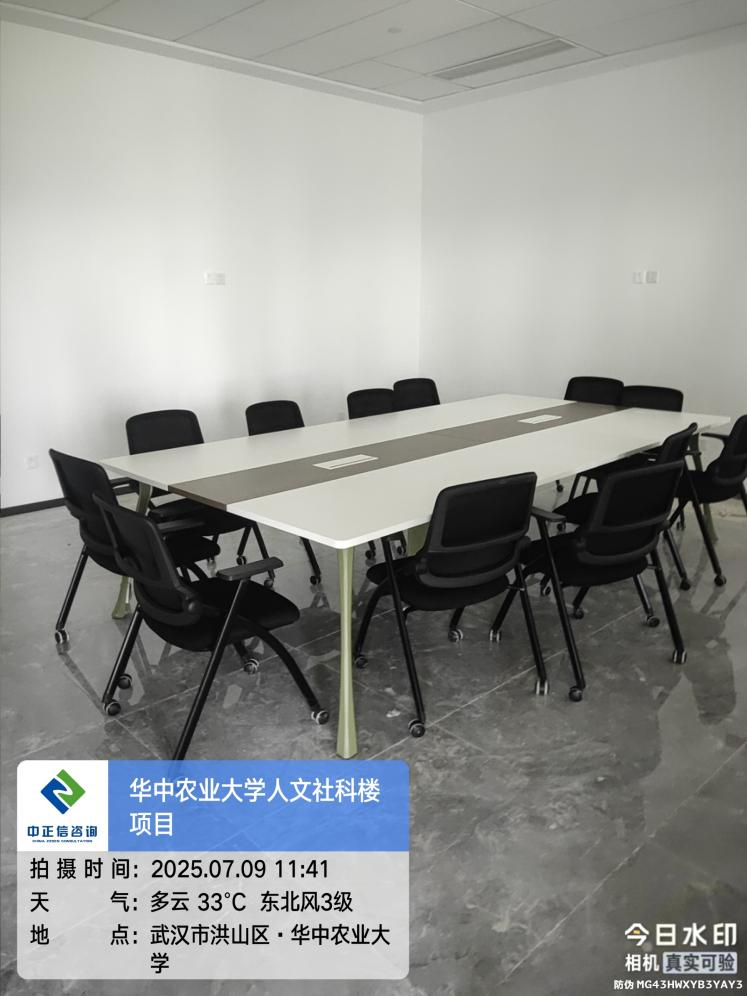 华中农业大学人文社科楼
项目
中正信咨询
CHINA ZOSEN CONSULTATION
拍摄时间: 2025.07.09 11:41
天气: 多云 33°C 东北风3级
地点: 武汉市洪山区·华中农业大
学
今日水印
相机 真实可验
防伪 MG43HWXYB3YAY3